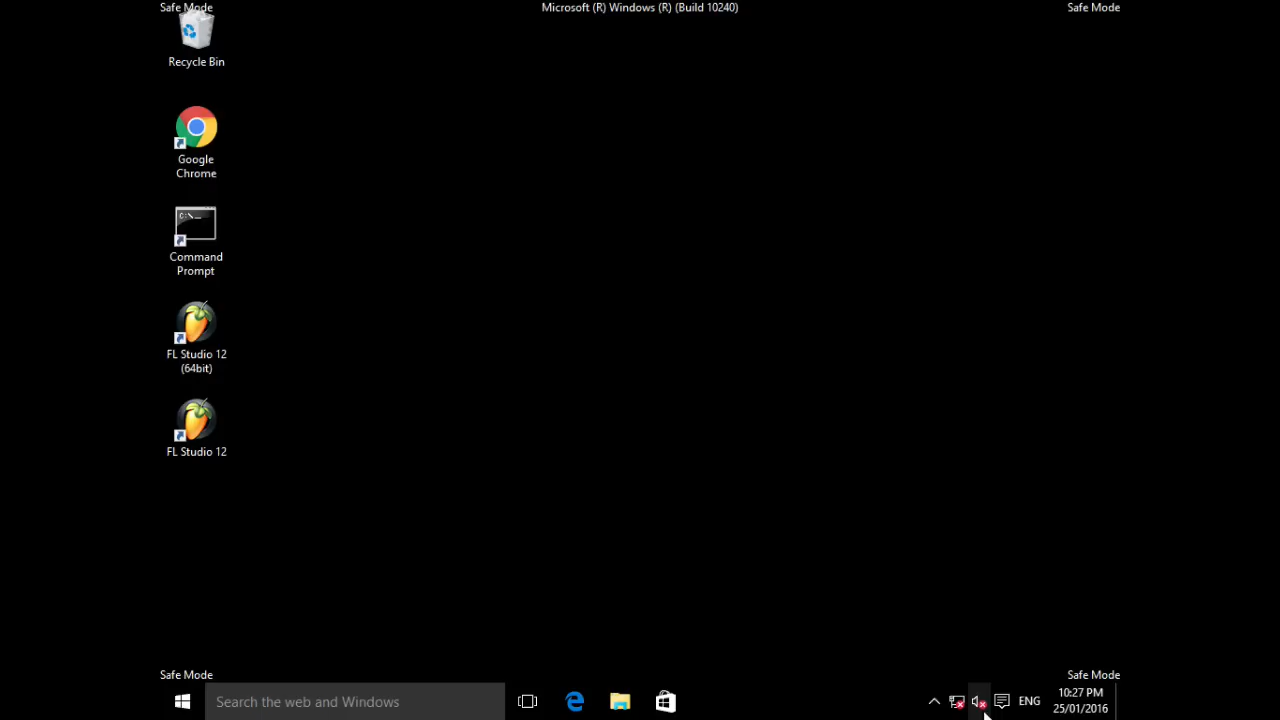 Safe Mode
Microsoft (R) Windows (R) (Build 10240)
Safe Mode
Recycle Bin
Google
Chrome
C:\._
Command
Prompt
FL Studio 12
(64bit)
FL Studio 12
Safe Mode
Safe Mode
Search the web and Windows
ENG
10:27 PM
25/01/2016